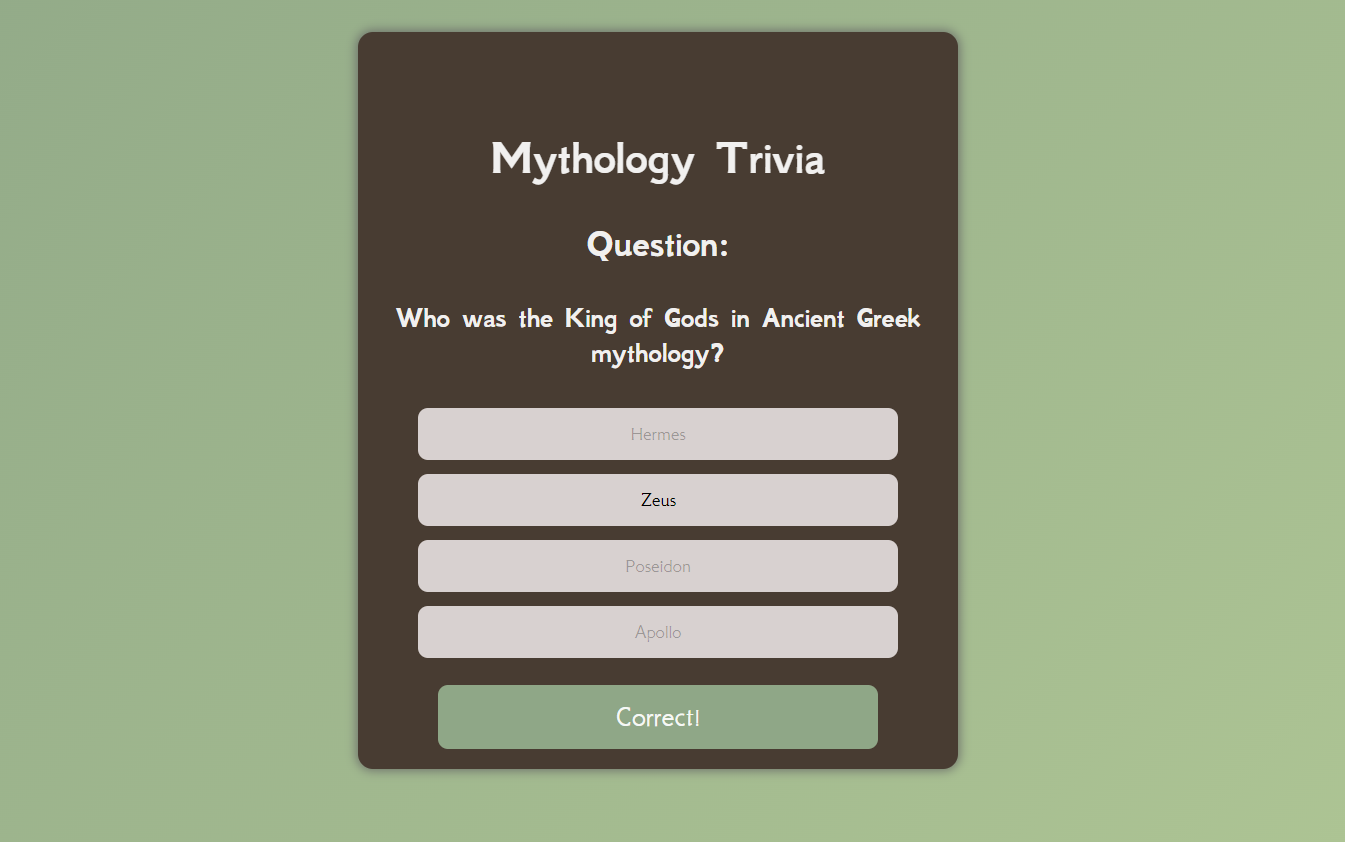 Mythology Trivia
Question:
Who was the King of Gods in Ancient Greek
mythology?
Hermes
Zeus
Poseidon
Apollo
Correct!